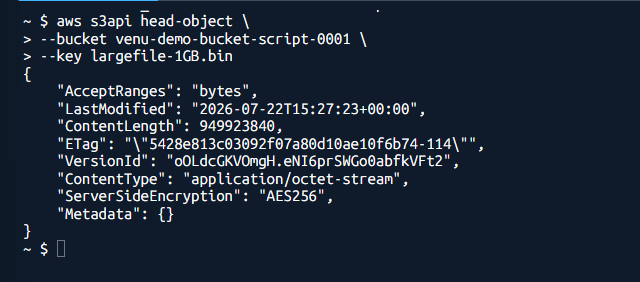 ~ $ aws s3api head-object \
> --bucket venu-demo-bucket-script-0001 \
> --key largefile-1GB.bin
{
    "AcceptRanges": "bytes",
    "LastModified": "2026-07-22T15:27:23+00:00",
    "ContentLength": 949923840,
    "ETag": "\"5428e813c03092f07a80d10ae10f6b74-114\"",
    "VersionId": "oOLdcGKVOmgH.eNI6prSWGo0abfkVFt2",
    "ContentType": "application/octet-stream",
    "ServerSideEncryption": "AES256",
    "Metadata": {}
}
~ $